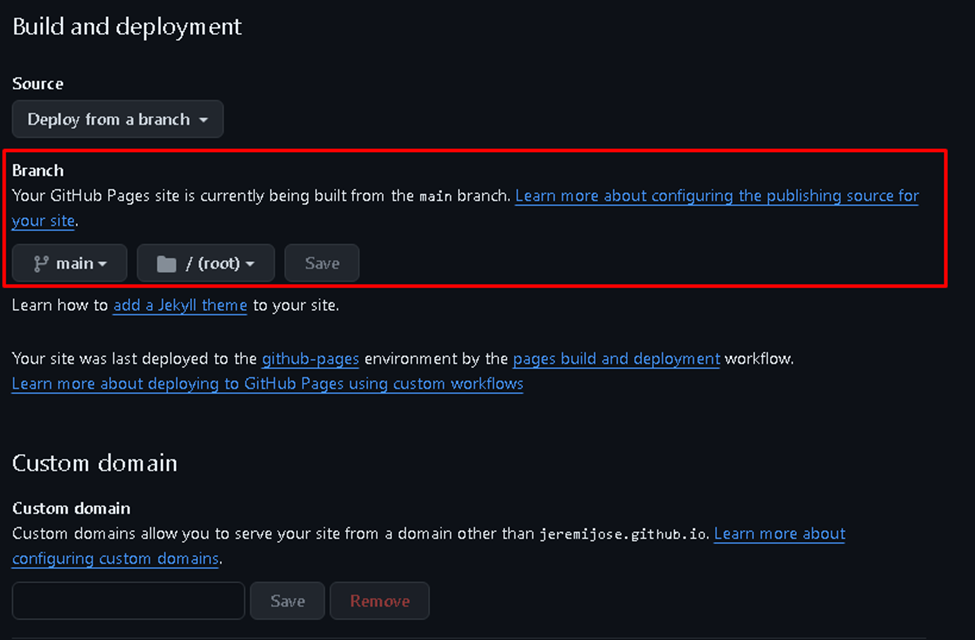 Build and deployment
Source
Deploy from a branch
Branch
Your GitHub Pages site is currently being built from the main branch. Learn more about configuring the publishing source for
your site.
main / (root) Save
Learn how to add a Jekyll theme to your site.
Your site was last deployed to the github-pages environment by the pages build and deployment workflow.
Learn more about deploying to GitHub Pages using custom workflows
Custom domain
Custom domain
Custom domains allow you to serve your site from a domain other than jeremijose.github.io. Learn more about
configuring custom domains.
Save Remove